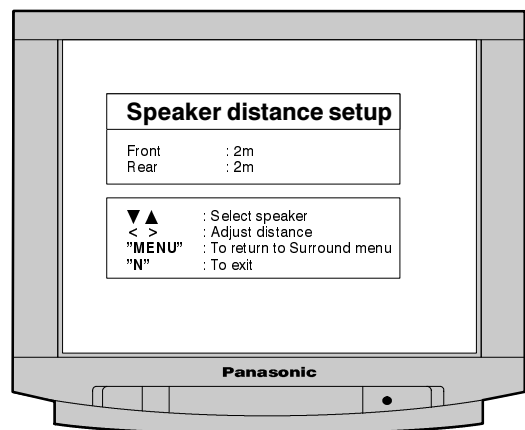 Speaker distance setup
Front : 2m
Rear : 2m
▼ ▲ : Select speaker
< > : Adjust distance
”MENU” : To return to Surround menu
”N” : To exit
Panasonic